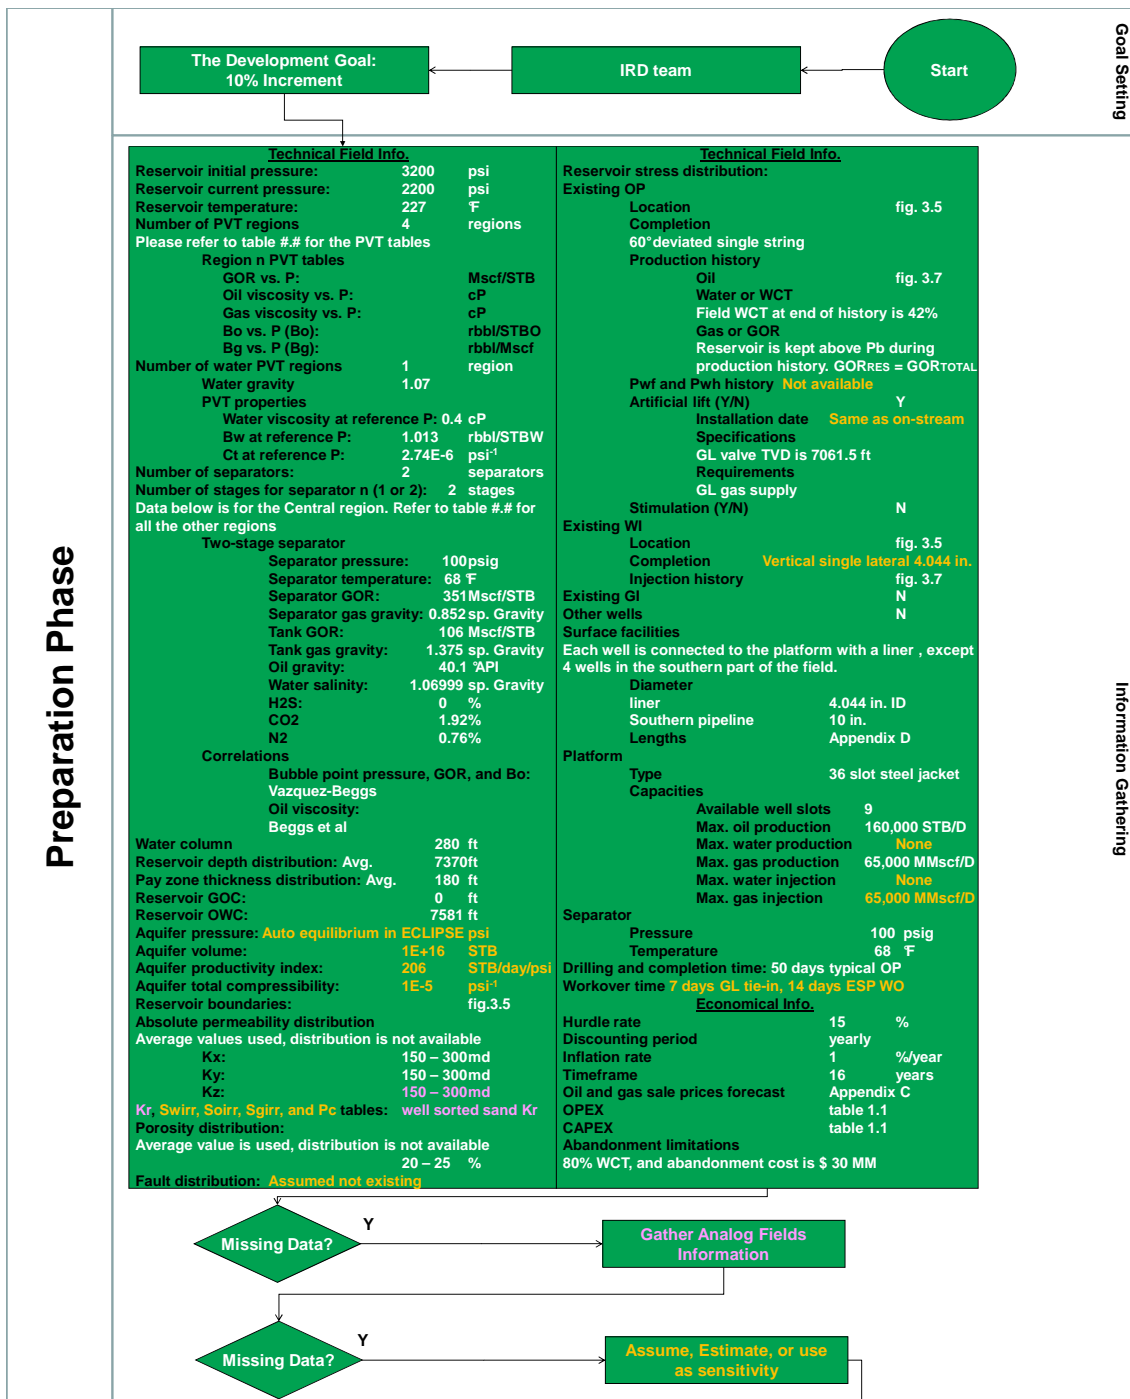 Preparation Phase
Goal Setting
Start
IRD team
The Development Goal:
10% Increment
Information Gathering
Technical Field Info.
Reservoir initial pressure: 3200 psi
Reservoir current pressure: 2200 psi
Reservoir temperature: 227 °F
Number of PVT regions 4 regions
Please refer to table #.# for the PVT tables
Region n PVT tables
GOR vs. P: Mscf/STB
Oil viscosity vs. P: cP
Gas viscosity vs. P: cP
Bo vs. P (Bo): rbbl/STBO
Bg vs. P (Bg): rbbl/Mscf
Number of water PVT regions 1 region
Water gravity 1.07
PVT properties
Water viscosity at reference P: 0.4 cP
Bw at reference P: 1.013 rbbl/STBW
Ct at reference P: 2.74E-6 psi-1
Number of separators: 2 separators
Number of stages for separator n (1 or 2): 2 stages
Data below is for the Central region. Refer to table #.# for
all the other regions
Two-stage separator
Separator pressure: 100psig
Separator temperature: 68 °F
Separator GOR: 351Mscf/STB
Separator gas gravity: 0.852 sp. Gravity
Tank GOR: 106 Mscf/STB
Tank gas gravity: 1.375 sp. Gravity
Oil gravity: 40.1 °API
Water salinity: 1.06999 sp. Gravity
H2S: 0 %
CO2 1.92%
N2 0.76%
Correlations
Bubble point pressure, GOR, and Bo:
Vazquez-Beggs
Oil viscosity:
Beggs et al
Water column 280 ft
Reservoir depth distribution: Avg. 7370ft
Pay zone thickness distribution: Avg. 180 ft
Reservoir GOC: 0 ft
Reservoir OWC: 7581 ft
Aquifer pressure: Auto equilibrium in ECLIPSE psi
Aquifer volume: 1E+16 STB
Aquifer productivity index: 206 STB/day/psi
Aquifer total compressibility: 1E-5 psi-1
Reservoir boundaries: fig.3.5
Absolute permeability distribution
Average values used, distribution is not available
Kx: 150 – 300md
Ky: 150 – 300md
Kz: 150 – 300md
Kr, Swirr, Soirr, Sgirr, and Pc tables: well sorted sand Kr
Porosity distribution:
Average value is used, distribution is not available
20 – 25 %
Fault distribution: Assumed not existing
Technical Field Info.
Reservoir stress distribution:
Existing OP
Location fig. 3.5
Completion
60°deviated single string
Production history
Oil fig. 3.7
Water or WCT
Field WCT at end of history is 42%
Gas or GOR
Reservoir is kept above Pb during
production history. GORRES = GORTOTAL
Pwf and Pwh history Not available
Artificial lift (Y/N) Y
Installation date Same as on-stream
Specifications
GL valve TVD is 7061.5 ft
Requirements
GL gas supply
Stimulation (Y/N) N
Existing WI
Location fig. 3.5
Completion Vertical single lateral 4.044 in.
Injection history fig. 3.7
Existing GI N
Other wells N
Surface facilities
Each well is connected to the platform with a liner , except
4 wells in the southern part of the field.
Diameter
liner 4.044 in. ID
Southern pipeline 10 in.
Lengths Appendix D
Platform
Type 36 slot steel jacket
Capacities
Available well slots 9
Max. oil production 160,000 STB/D
Max. water production None
Max. gas production 65,000 MMscf/D
Max. water injection None
Max. gas injection 65,000 MMscf/D
Separator
Pressure 100 psig
Temperature 68 °F
Drilling and completion time: 50 days typical OP
Workover time 7 days GL tie-in, 14 days ESP WO
Economical Info.
Hurdle rate 15 %
Discounting period yearly
Inflation rate 1 %/year
Timeframe 16 years
Oil and gas sale prices forecast Appendix C
OPEX table 1.1
CAPEX table 1.1
Abandonment limitations
80% WCT, and abandonment cost is $ 30 MM
Missing Data?
Y
Gather Analog Fields
Information
Missing Data?
Y
Assume, Estimate, or use
as sensitivity